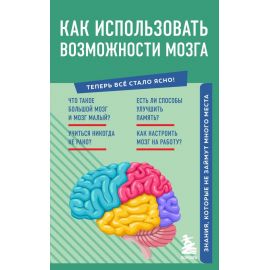 КАК ИСПОЛЬЗОВАТЬ
ВОЗМОЖНОСТИ МОЗГА
ТЕПЕРЬ ВСЁ СТАЛО ЯСНО!
ЧТО ТАКОЕ
БОЛЬШОЙ МОЗГ
И МОЗГ МАЛЫЙ?
ЕСТЬ ЛИ СПОСОБЫ
УЛУЧШИТЬ
ПАМЯТЬ?
УЧИТЬСЯ НИКОГДА
НЕ РАНО?
КАК НАСТРОИТЬ
МОЗГ НА РАБОТУ?
ЗНАНИЯ, КОТОРЫЕ НЕ ЗАЙМУТ МНОГО МЕСТА